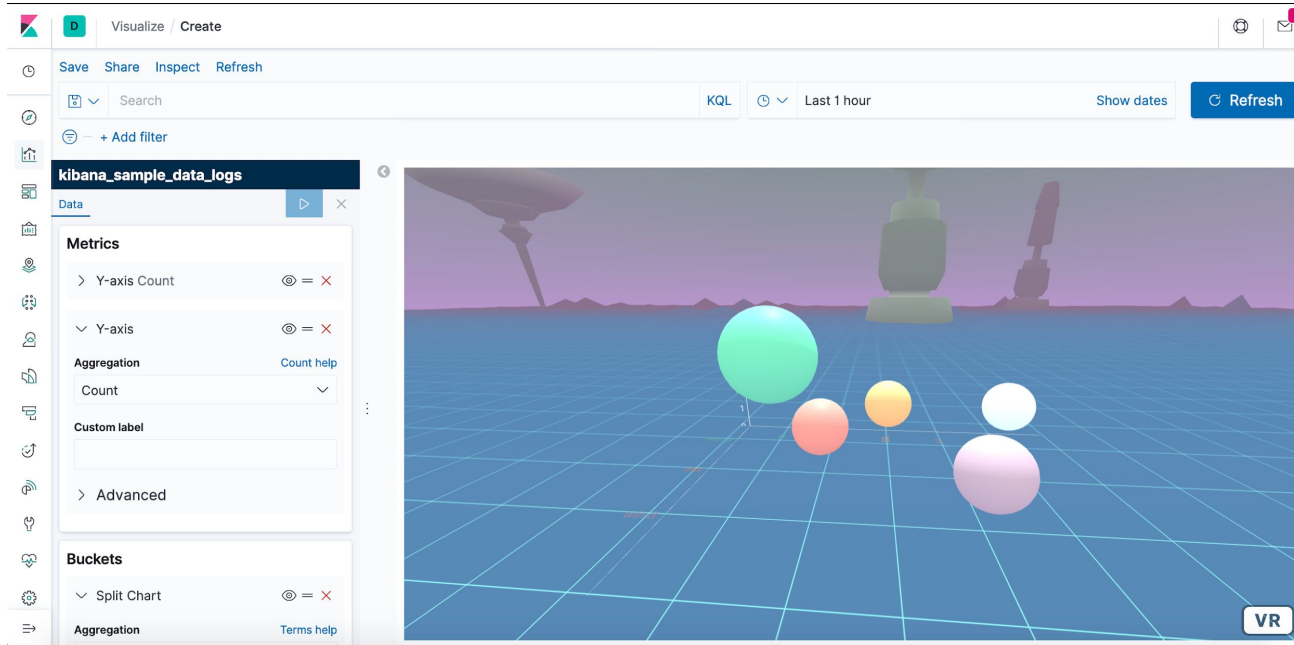 D Visualize / Create
Save Share Inspect Refresh
Search KQL Last 1 hour Show dates Refresh
+ Add filter
kibana_sample_data_logs
Data
Metrics
Y-axis Count
Y-axis
Aggregation Count help
Count
Custom label
Advanced
Buckets
Split Chart
Aggregation Terms help
VR